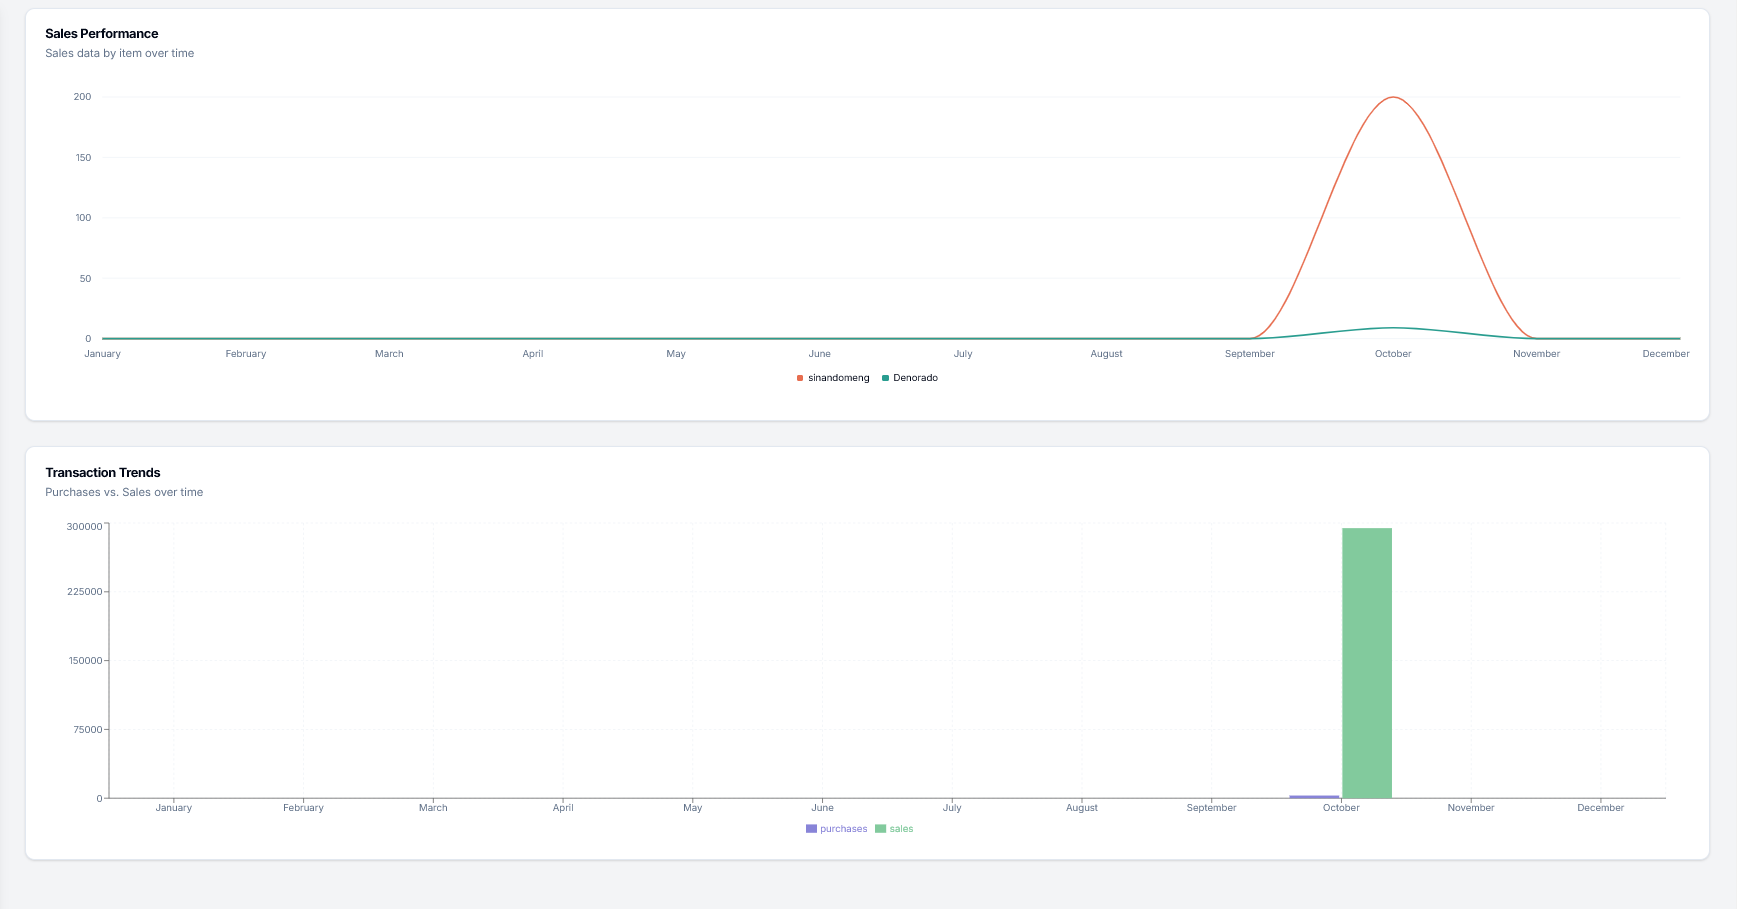 Sales Performance
Sales data by item over time
200
150
100
50
0
January February March April May June July August September October November December
sinandomeng Denorado
Transaction Trends
Purchases vs. Sales over time
300000
225000
150000
75000
0
January February March April May June July August September October November December
purchases sales